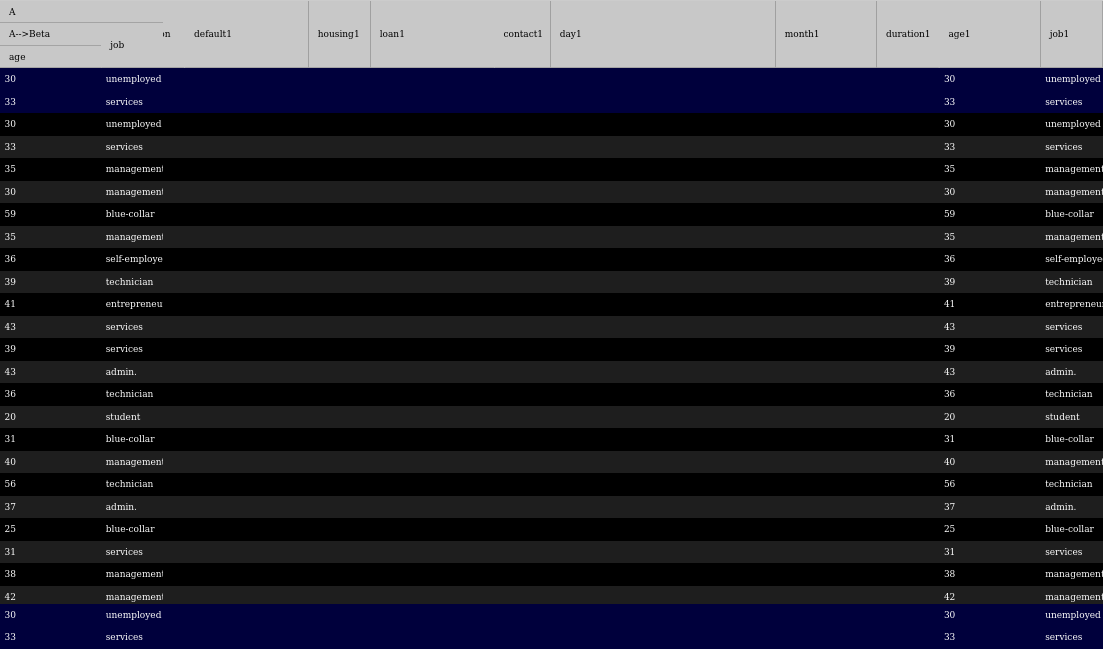 A
A-->Beta on default1 housing1 loan1 contact1 day1 month1 duration1 age1 job1
job
age
30 unemployed 30 unemployed
33 services 33 services
30 unemployed 30 unemployed
33 services 33 services
35 management 35 management
30 management 30 management
59 blue-collar 59 blue-collar
35 management 35 management
36 self-employe 36 self-employe
39 technician 39 technician
41 entrepreneu 41 entrepreneur
43 services 43 services
39 services 39 services
43 admin. 43 admin.
36 technician 36 technician
20 student 20 student
31 blue-collar 31 blue-collar
40 management 40 management
56 technician 56 technician
37 admin. 37 admin.
25 blue-collar 25 blue-collar
31 services 31 services
38 management 38 management
42 management 42 management
30 unemployed 30 unemployed
33 services 33 services